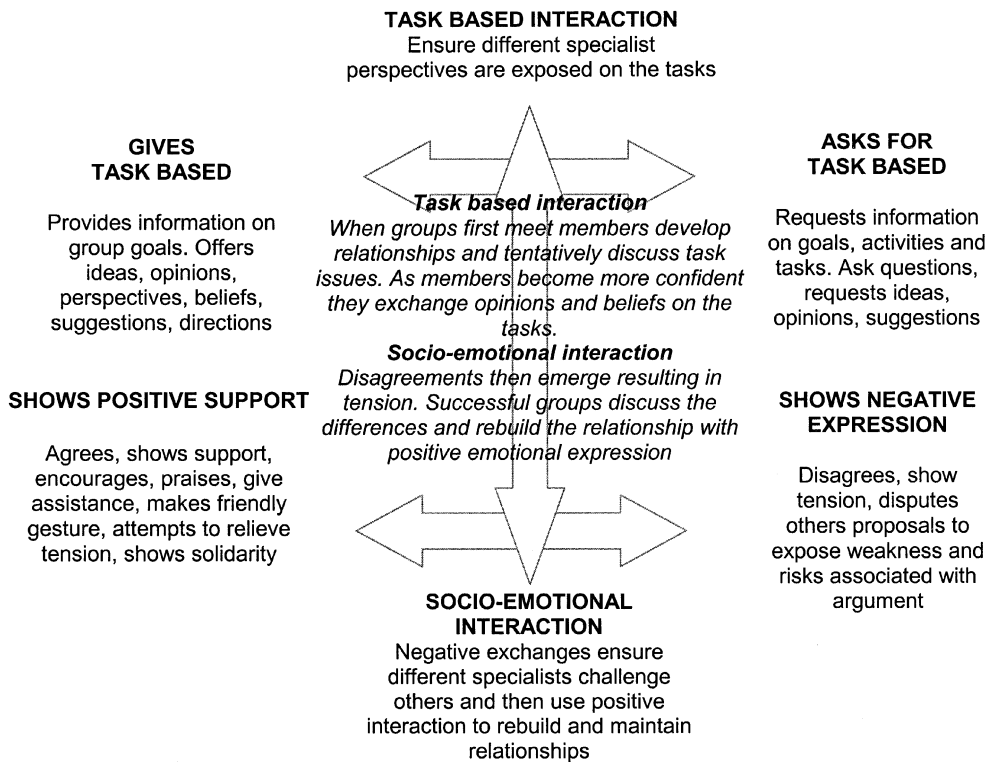 TASK BASED INTERACTION
Ensure different specialist
perspectives are exposed on the tasks
GIVES
TASK BASED
Provides information on
group goals. Offers
ideas, opinions,
perspectives, beliefs,
suggestions, directions
ASKS FOR
TASK BASED
Requests information
on goals, activities and
tasks. Ask questions,
requests ideas,
opinions, suggestions
Task based interaction
When groups first meet members develop
relationships and tentatively discuss task
issues. As members become more confident
they exchange opinions and beliefs on the
tasks.
Socio-emotional interaction
Disagreements then emerge resulting in
tension. Successful groups discuss the
differences and rebuild the relationship with
positive emotional expression
SHOWS POSITIVE SUPPORT
Agrees, shows support,
encourages, praises, give
assistance, makes friendly
gesture, attempts to relieve
tension, shows solidarity
SHOWS NEGATIVE
EXPRESSION
Disagrees, show
tension, disputes
others proposals to
expose weakness and
risks associated with
argument
SOCIO-EMOTIONAL
INTERACTION
Negative exchanges ensure
different specialists challenge
others and then use positive
interaction to rebuild and maintain
relationships